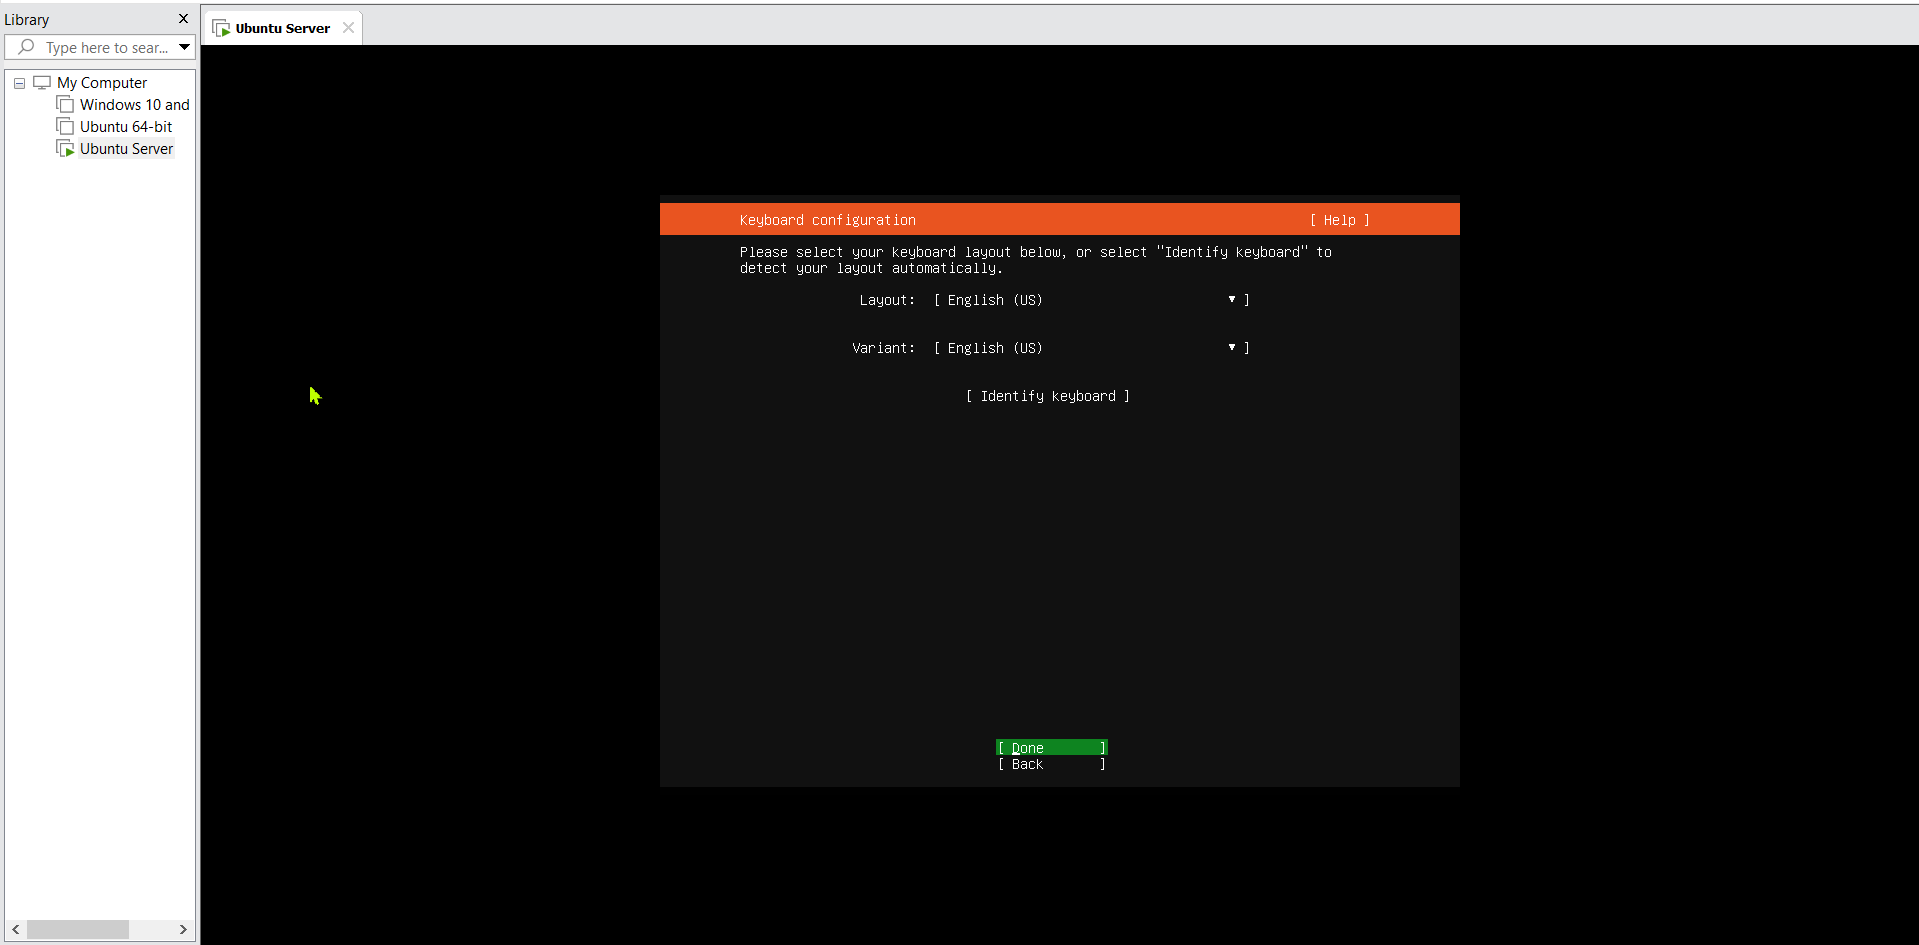 Library
Type here to sear...
My Computer
Windows 10 and
Ubuntu 64-bit
Ubuntu Server
Ubuntu Server
Keyboard configuration [ Help ]
Please select your keyboard layout below, or select "Identify keyboard" to
detect your layout automatically.
Layout: [ English (US) ▾ ]
Variant: [ English (US) ▾ ]
[ Identify keyboard ]
[ Done ]
[ Back ]